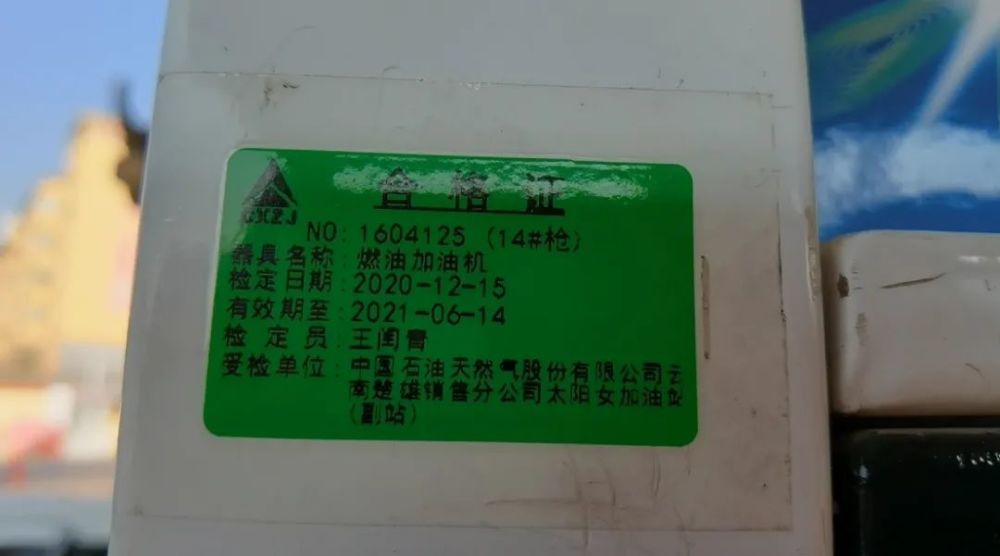 CXZJ
合格证
NO: 1604125 (14#枪)
器具名称: 燃油加油机
检定日期: 2020-12-15
有效期至: 2021-06-14
检定员: 王闰青
受检单位: 中国石油天然气股份有限公司云
南楚雄销售分公司太阳女加油站
(副站)